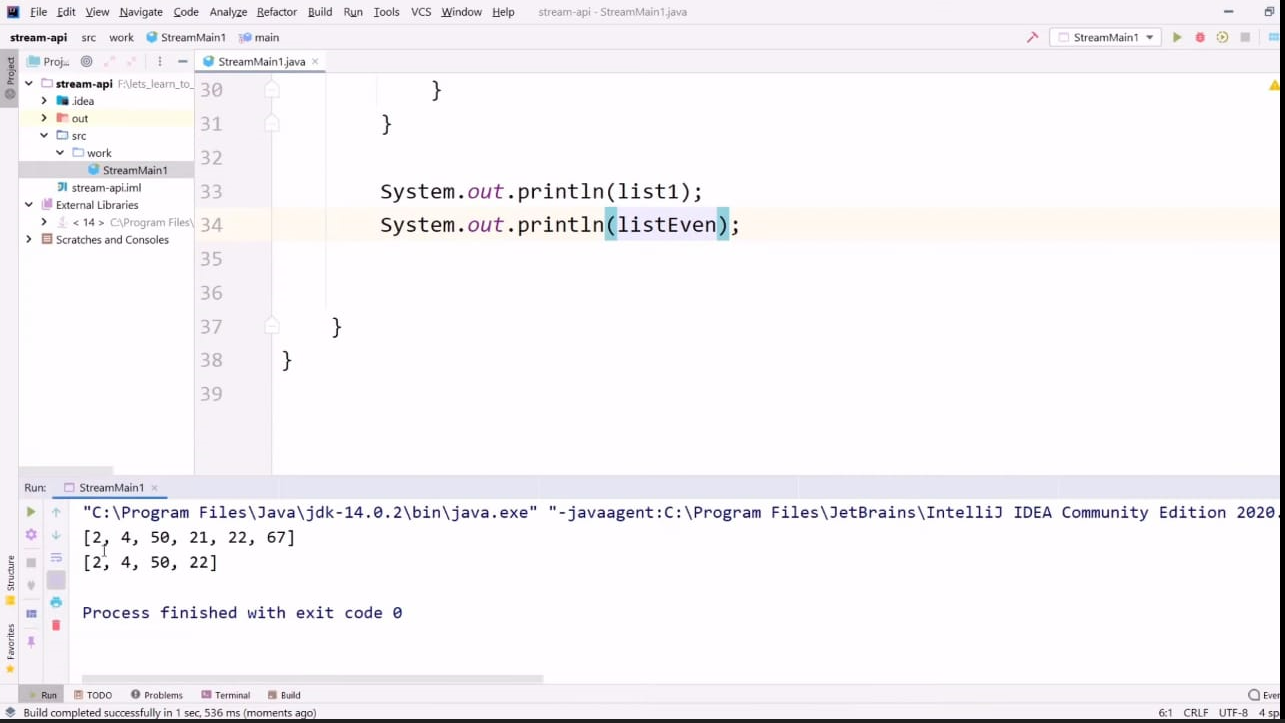 File Edit View Navigate Code Analyze Refactor Build Run Tools VCS Window Help stream-api - StreamMain1.java
stream-api src work StreamMain1 main StreamMain1
Project
Proj... StreamMain1.java
stream-api F:\lets_learn_to_
.idea
out
src
work
StreamMain1
stream-api.iml
External Libraries
< 14 > C:\Program Files\
Scratches and Consoles
30 }
31 }
32
33 System.out.println(list1);
34 System.out.println(listEven);
35
36
37 }
38 }
39
Run: StreamMain1
"C:\Program Files\Java\jdk-14.0.2\bin\java.exe" "-javaagent:C:\Program Files\JetBrains\IntelliJ IDEA Community Edition 2020.
[2, 4, 50, 21, 22, 67]
[2, 4, 50, 22]
Process finished with exit code 0
Structure
Favorites
Run TODO Problems Terminal Build Even
Build completed successfully in 1 sec, 536 ms (moments ago) 6:1 CRLF UTF-8 4 sp